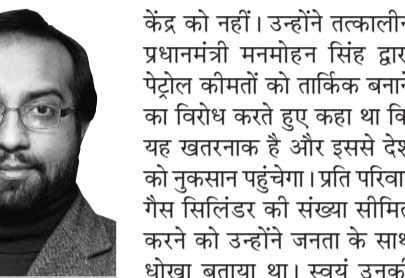 केंद्र को नहीं। उन्होंने तत्कालीन
प्रधानमंत्री मनमोहन सिंह द्वार
पेट्रोल कीमतों को तार्किक बनाने
का विरोध करते हुए कहा था कि
यह खतरनाक है और इससे देश
को नुकसान पहुंचेगा। प्रति परिवा
गैस सिलिंडर की संख्या सीमित
करने को उन्होंने जनता के साथ
धोखा बताया था। स्वयं उनकी